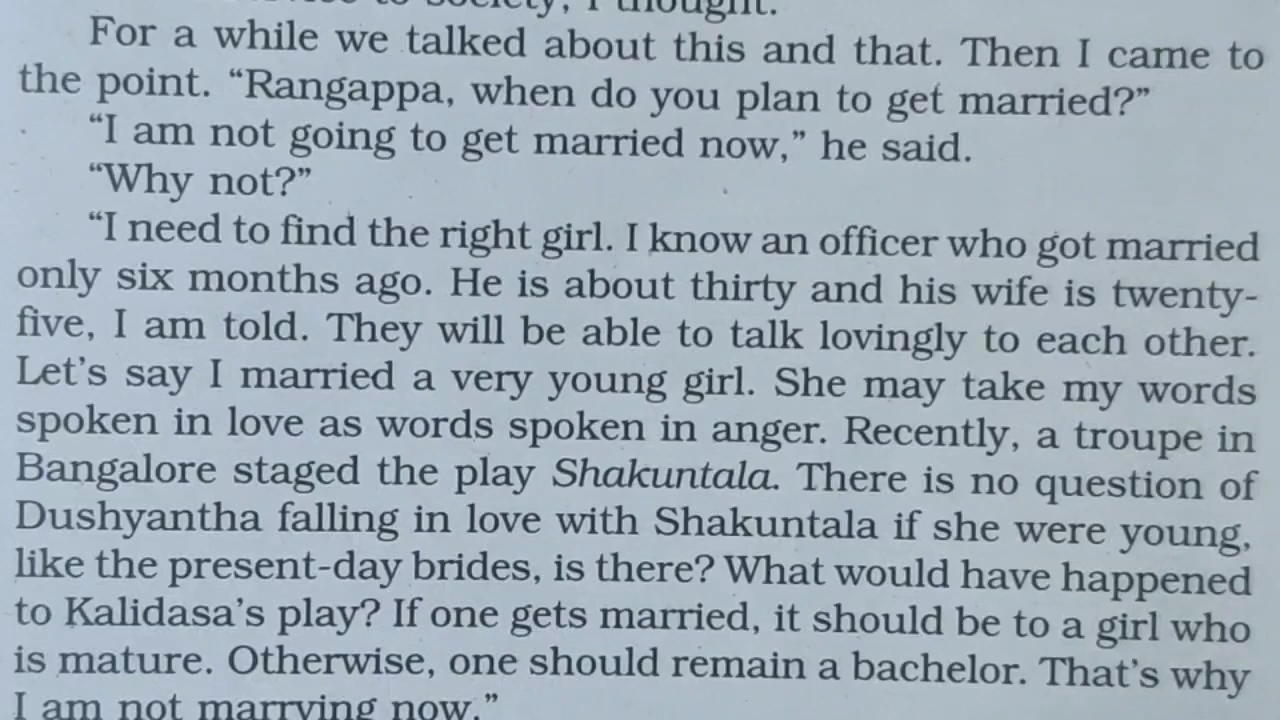 society, I thought.
For a while we talked about this and that. Then I came to
the point. “Rangappa, when do you plan to get married?”
“I am not going to get married now,” he said.
“Why not?”
“I need to find the right girl. I know an officer who got married
only six months ago. He is about thirty and his wife is twenty-
five, I am told. They will be able to talk lovingly to each other.
Let’s say I married a very young girl. She may take my words
spoken in love as words spoken in anger. Recently, a troupe in
Bangalore staged the play Shakuntala. There is no question of
Dushyantha falling in love with Shakuntala if she were young,
like the present-day brides, is there? What would have happened
to Kalidasa’s play? If one gets married, it should be to a girl who
is mature. Otherwise, one should remain a bachelor. That’s why
I am not marrying now.”